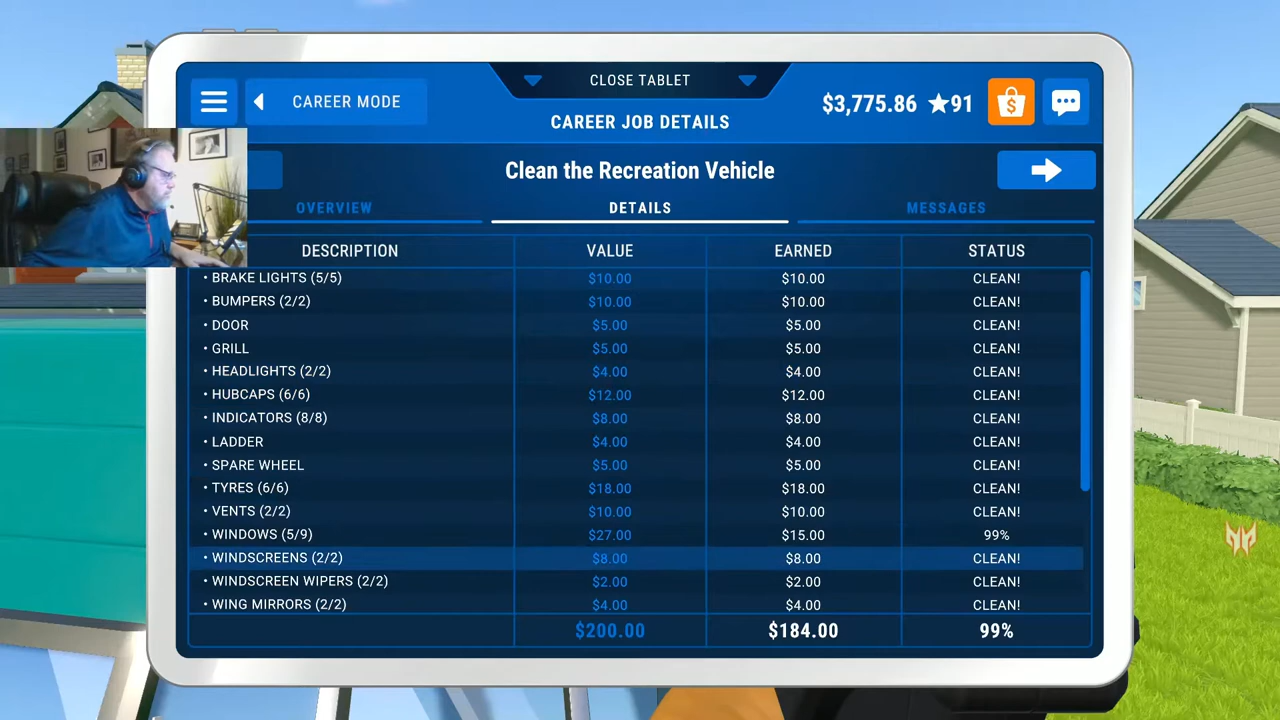 CLOSE TABLET
CAREER MODE
$3,775.86 ★91
CAREER JOB DETAILS
Clean the Recreation Vehicle
OVERVIEW DETAILS MESSAGES
DESCRIPTION VALUE EARNED STATUS
• BRAKE LIGHTS (5/5) $10.00 $10.00 CLEAN!
• BUMPERS (2/2) $10.00 $10.00 CLEAN!
• DOOR $5.00 $5.00 CLEAN!
• GRILL $5.00 $5.00 CLEAN!
• HEADLIGHTS (2/2) $4.00 $4.00 CLEAN!
• HUBCAPS (6/6) $12.00 $12.00 CLEAN!
• INDICATORS (8/8) $8.00 $8.00 CLEAN!
• LADDER $4.00 $4.00 CLEAN!
• SPARE WHEEL $5.00 $5.00 CLEAN!
• TYRES (6/6) $18.00 $18.00 CLEAN!
• VENTS (2/2) $10.00 $10.00 CLEAN!
• WINDOWS (5/9) $27.00 $15.00 99%
• WINDSCREENS (2/2) $8.00 $8.00 CLEAN!
• WINDSCREEN WIPERS (2/2) $2.00 $2.00 CLEAN!
• WING MIRRORS (2/2) $4.00 $4.00 CLEAN!
$200.00 $184.00 99%